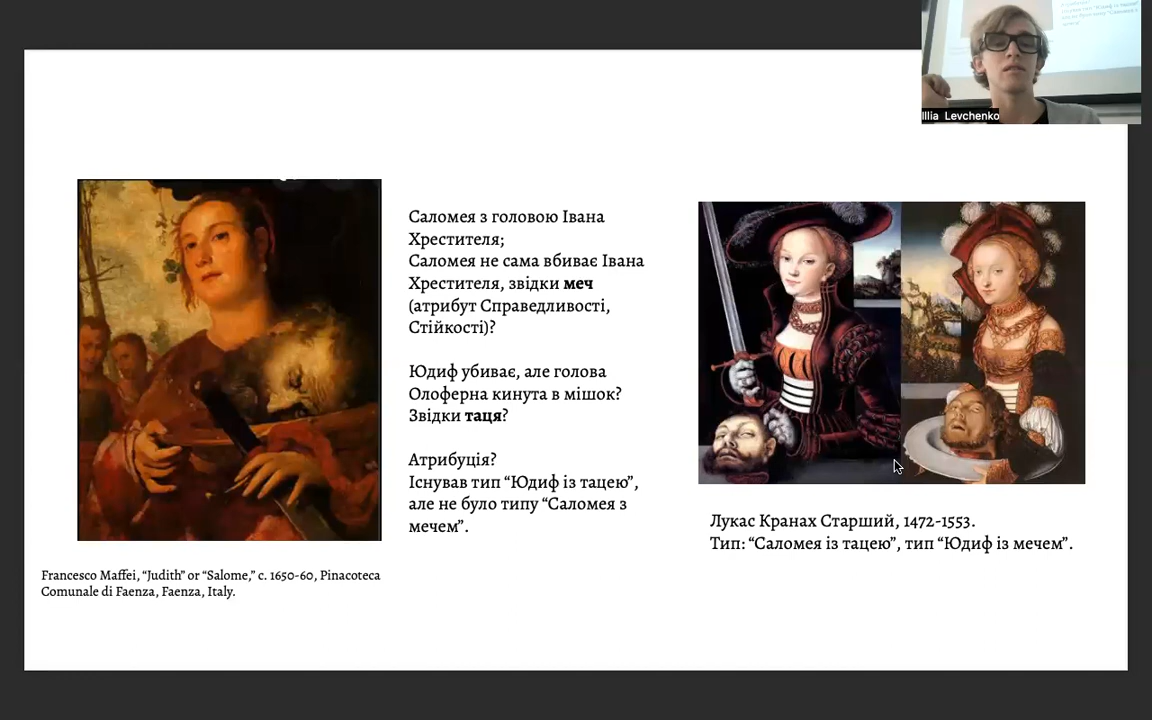 Illia Levchenko
Саломея з головою Івана
Хрестителя;
Саломея не сама вбиває Івана
Хрестителя, звідки меч
(атрибут Справедливості,
Стійкості)?
Юдиф убиває, але голова
Олоферна кинута в мішок?
Звідки таця?
Атрибуція?
Існував тип “Юдиф із тацею”,
але не було типу “Саломея з
мечем”.
Francesco Maffei, “Judith” or “Salome,” c. 1650-60, Pinacoteca
Comunale di Faenza, Faenza, Italy.
Лукас Кранах Старший, 1472-1553.
Тип: “Саломея із тацею”, тип “Юдиф із мечем”.